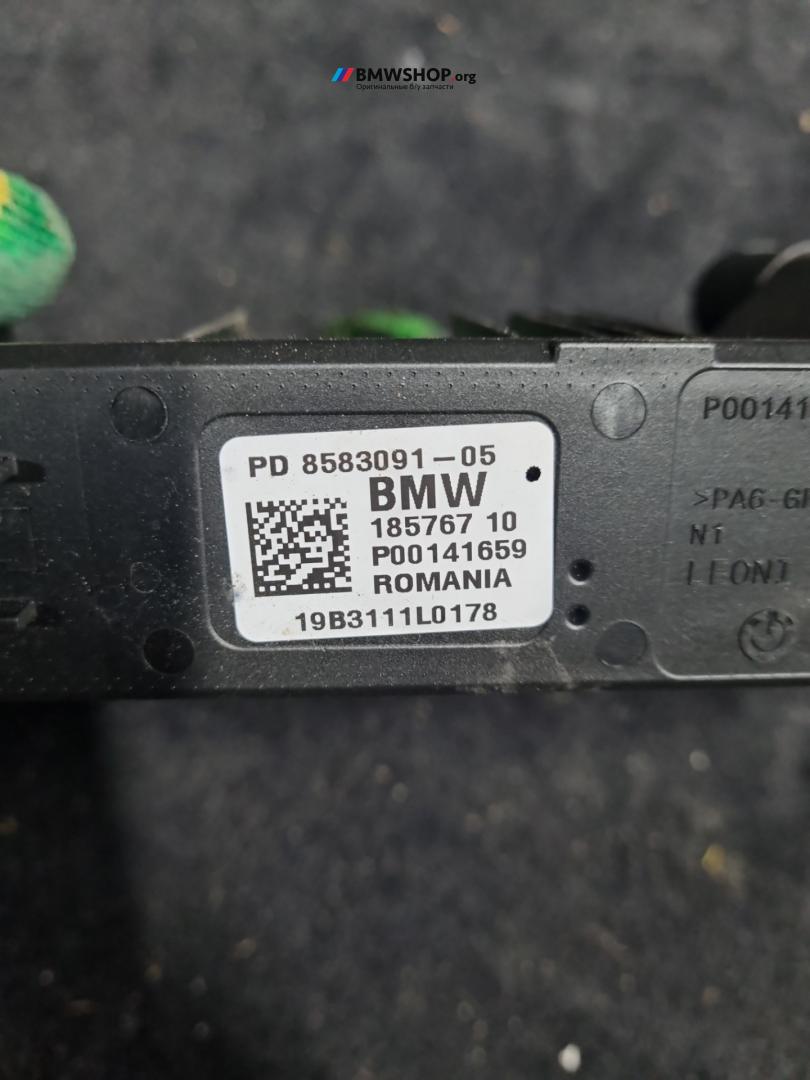 BMWSHOP.org
Оригинальные б/у запчасти
PD 8583091-05
BMW
185767 10
P00141659
ROMANIA
19B3111L0178
P00141
>PA6-GF
N1
LEONI